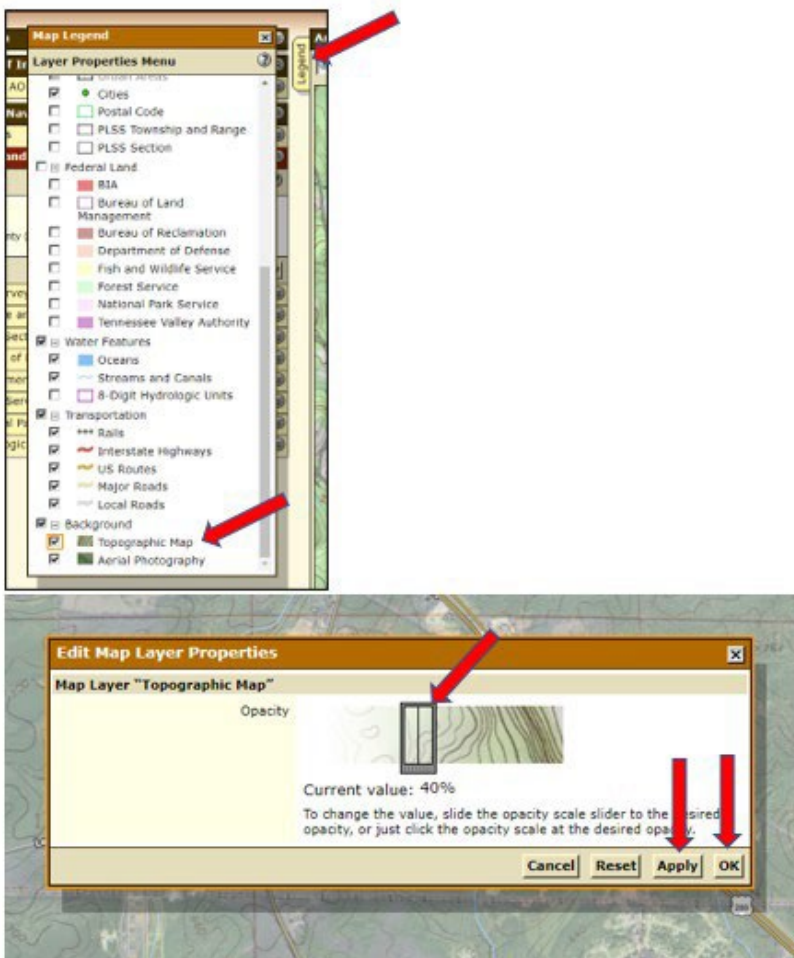 Map Legend
Legend
Layer Properties Menu
Urban Areas
Cities
Postal Code
PLSS Township and Range
PLSS Section
Federal Land
BIA
Bureau of Land
Management
Bureau of Reclamation
Department of Defense
Fish and Wildlife Service
Forest Service
National Park Service
Tennessee Valley Authority
Water Features
Oceans
Streams and Canals
8-Digit Hydrologic Units
Transportation
Rails
Interstate Highways
US Routes
Major Roads
Local Roads
Background
Topographic Map
Aerial Photography
Edit Map Layer Properties
Map Layer "Topographic Map"
Opacity
Current value: 40%
To change the value, slide the opacity scale slider to the desired
opacity, or just click the opacity scale at the desired opacity.
Cancel Reset Apply OK